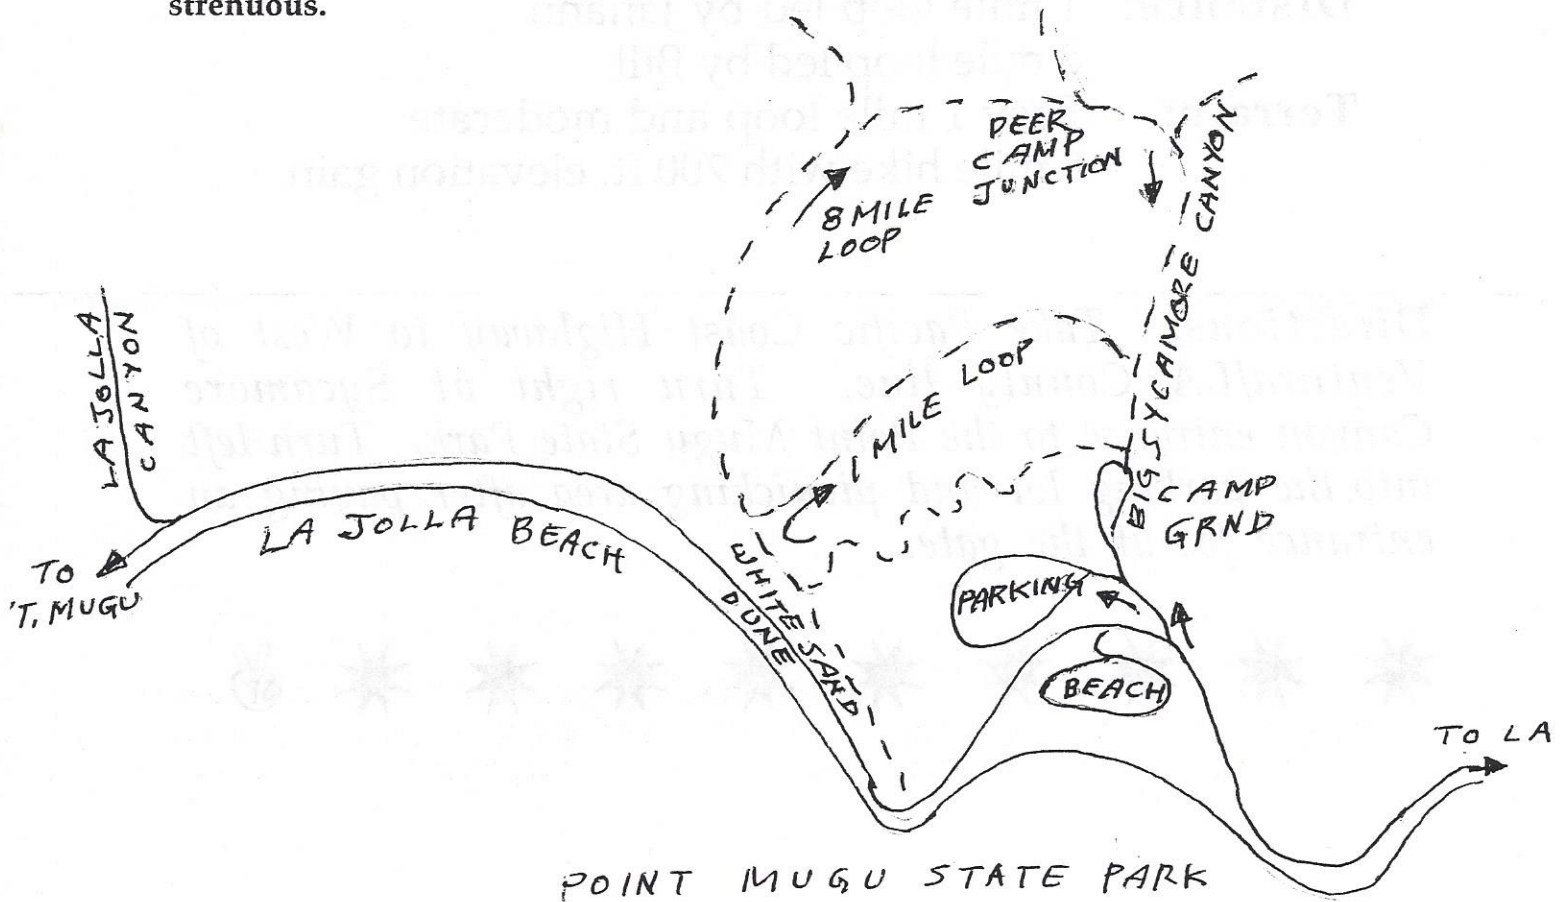 strenuous.
DEER
CAMP
JUNCTION
8 MILE
LOOP
BIG SYCAMORE CANYON
LA JOLLA
CANYON
1 MILE LOOP
LA JOLLA BEACH
CAMP
GRND
TO
T. MUGU
WHITE SAND
DUNE
PARKING
BEACH
TO LA
POINT MUGU STATE PARK